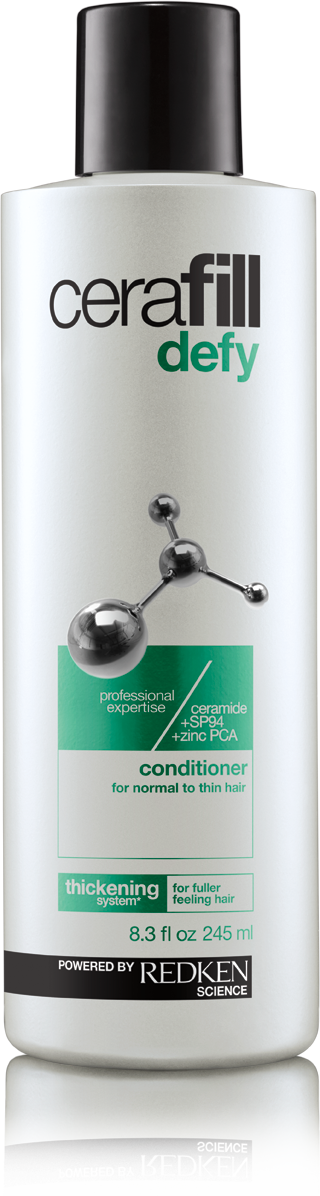 cerafill
defy
professional
expertise
ceramide
+SP94
+zinc PCA
conditioner
for normal to thin hair
thickening
system*
for fuller
feeling hair
8.3 fl oz 245 ml
POWERED BY REDKEN
SCIENCE